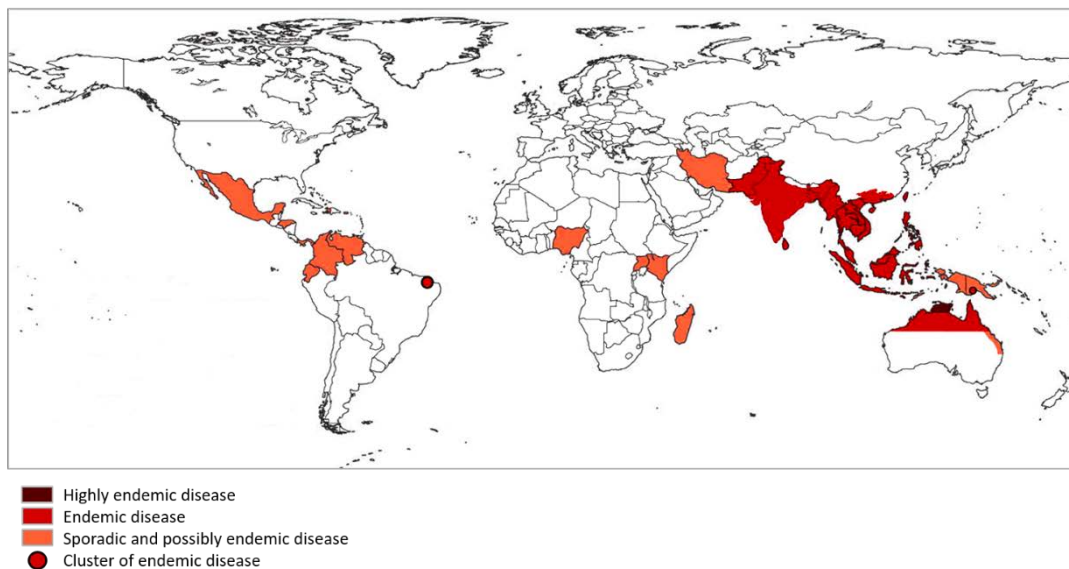 Highly endemic disease
Endemic disease
Sporadic and possibly endemic disease
Cluster of endemic disease